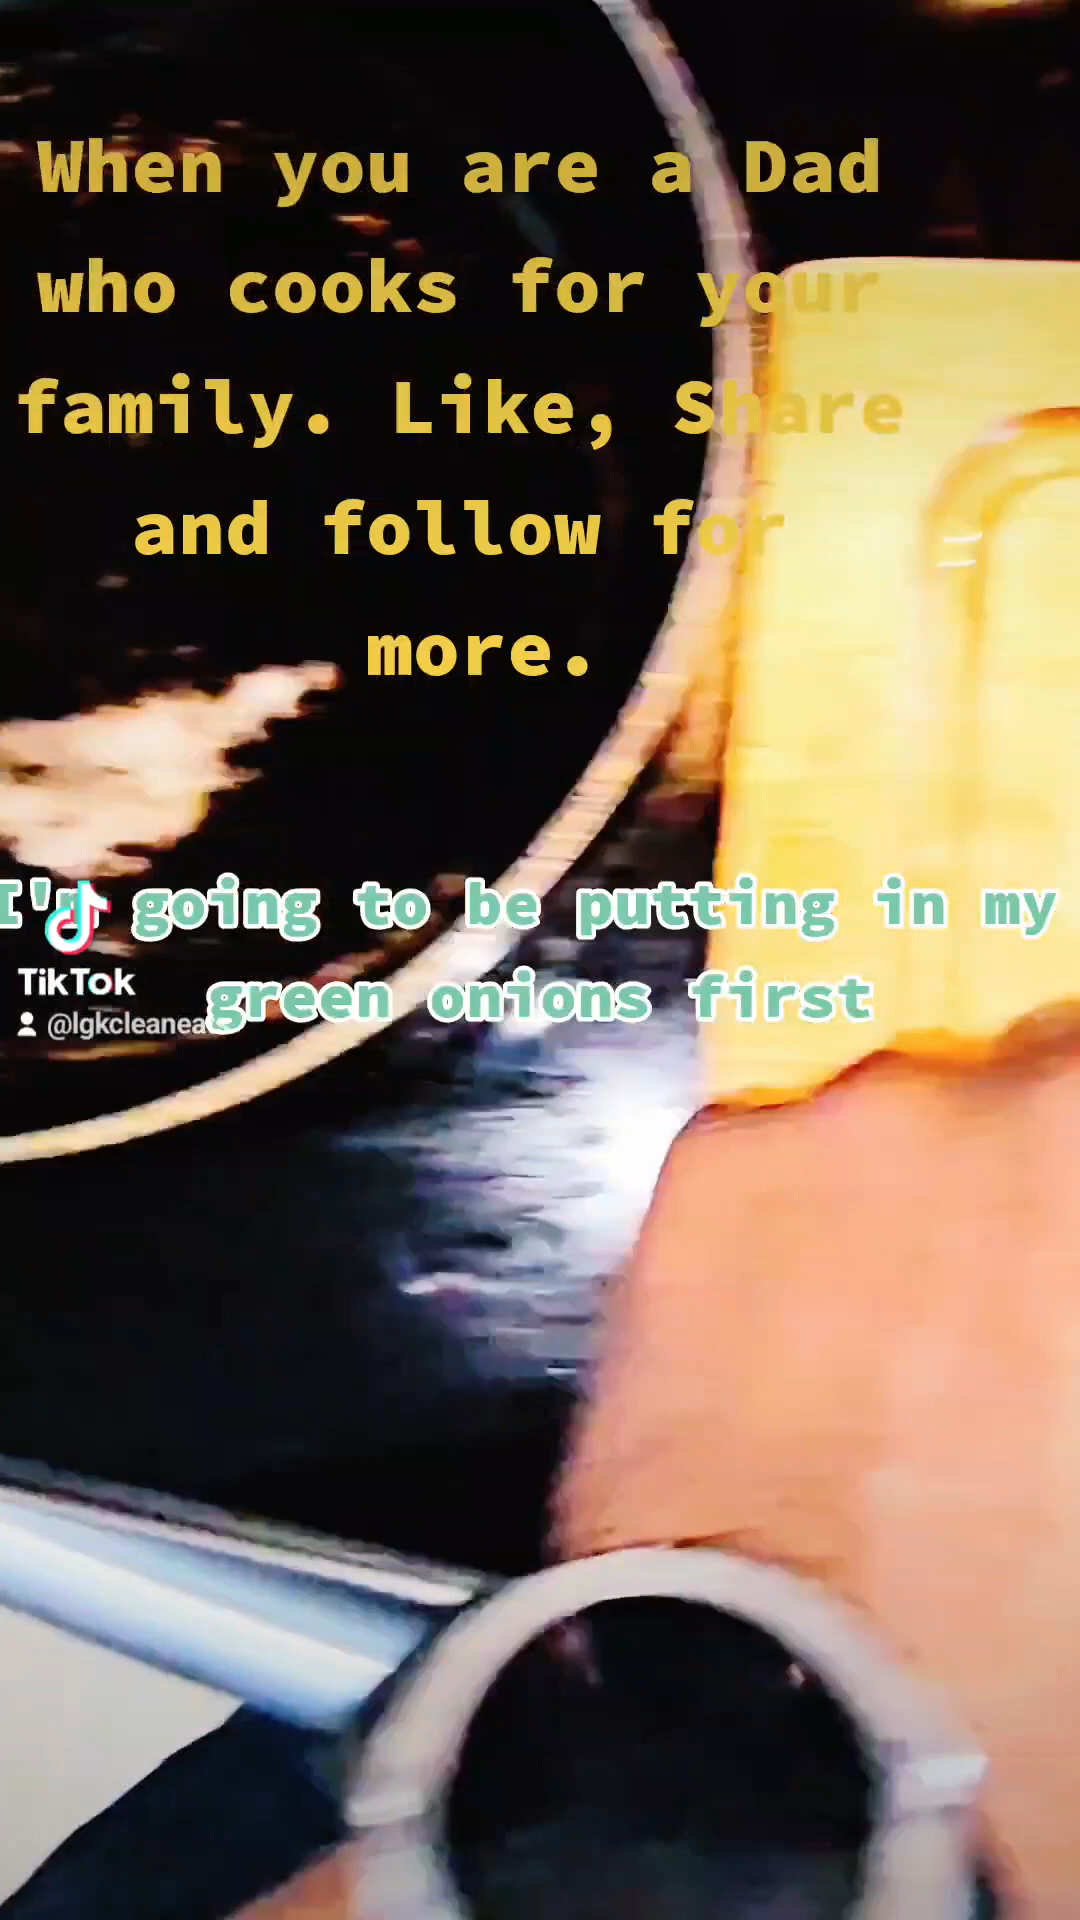 When you are a Dad
who cooks for your
family. Like, Share
and follow for
more.
I'm going to be putting in my
green onions first
TikTok